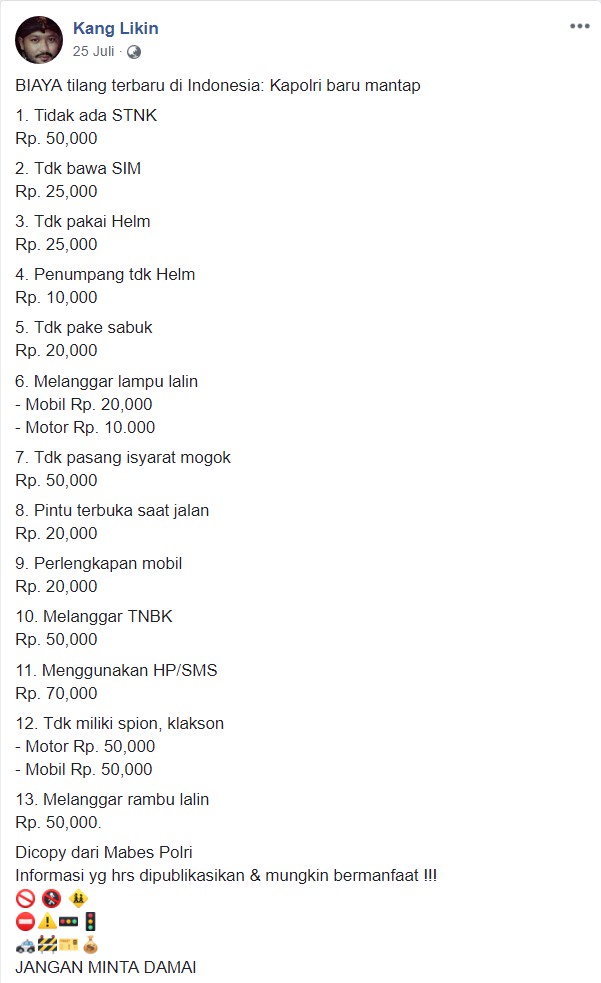 Kang Likin
25 Juli ·
BIAYA tilang terbaru di Indonesia: Kapolri baru mantap
1. Tidak ada STNK
Rp. 50,000
2. Tdk bawa SIM
Rp. 25,000
3. Tdk pakai Helm
Rp. 25,000
4. Penumpang tdk Helm
Rp. 10,000
5. Tdk pake sabuk
Rp. 20,000
6. Melanggar lampu lalin
- Mobil Rp. 20,000
- Motor Rp. 10.000
7. Tdk pasang isyarat mogok
Rp. 50,000
8. Pintu terbuka saat jalan
Rp. 20,000
9. Perlengkapan mobil
Rp. 20,000
10. Melanggar TNBK
Rp. 50,000
11. Menggunakan HP/SMS
Rp. 70,000
12. Tdk miliki spion, klakson
- Motor Rp. 50,000
- Mobil Rp. 50,000
13. Melanggar rambu lalin
Rp. 50,000.
Dicopy dari Mabes Polri
Informasi yg hrs dipublikasikan & mungkin bermanfaat !!!
JANGAN MINTA DAMAI